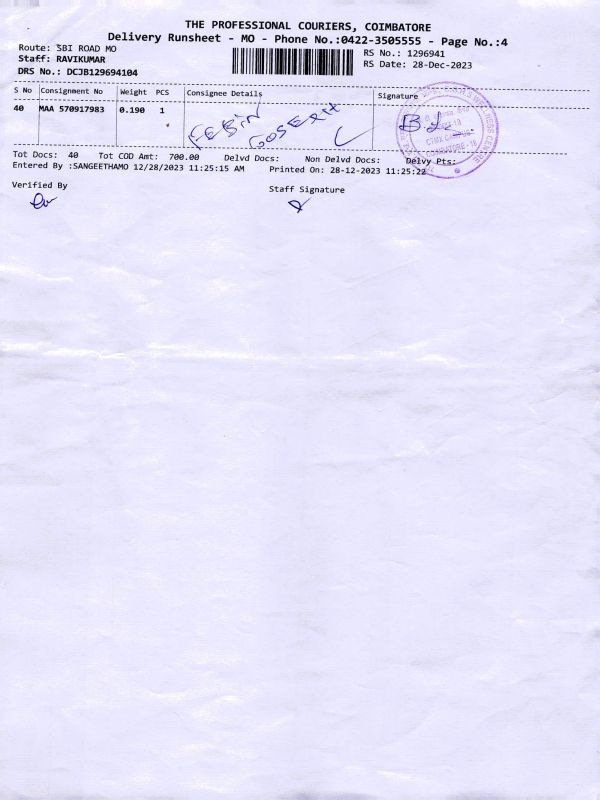 THE PROFESSIONAL COURIERS, COIMBATORE
Delivery Runsheet - MO - Phone No.:0422-3505555 - Page No.:4
Route: SBI ROAD MO
RS No.: 1296941
Staff: RAVIKUMAR
RS Date: 28-Dec-2023
DRS No.: DCJB129694104
S No Consignment No Weight PCS Consignee Details Signature
40 MAA 570917983 0.190 1 FEBIN JOSEPH
Tot Docs: 40 Tot COD Amt: 700.00 Delvd Docs: Non Delvd Docs: Delvy Pts:
Entered By :SANGEETHAMO 12/28/2023 11:25:15 AM Printed On: 28-12-2023 11:25:22
Verified By
Staff Signature